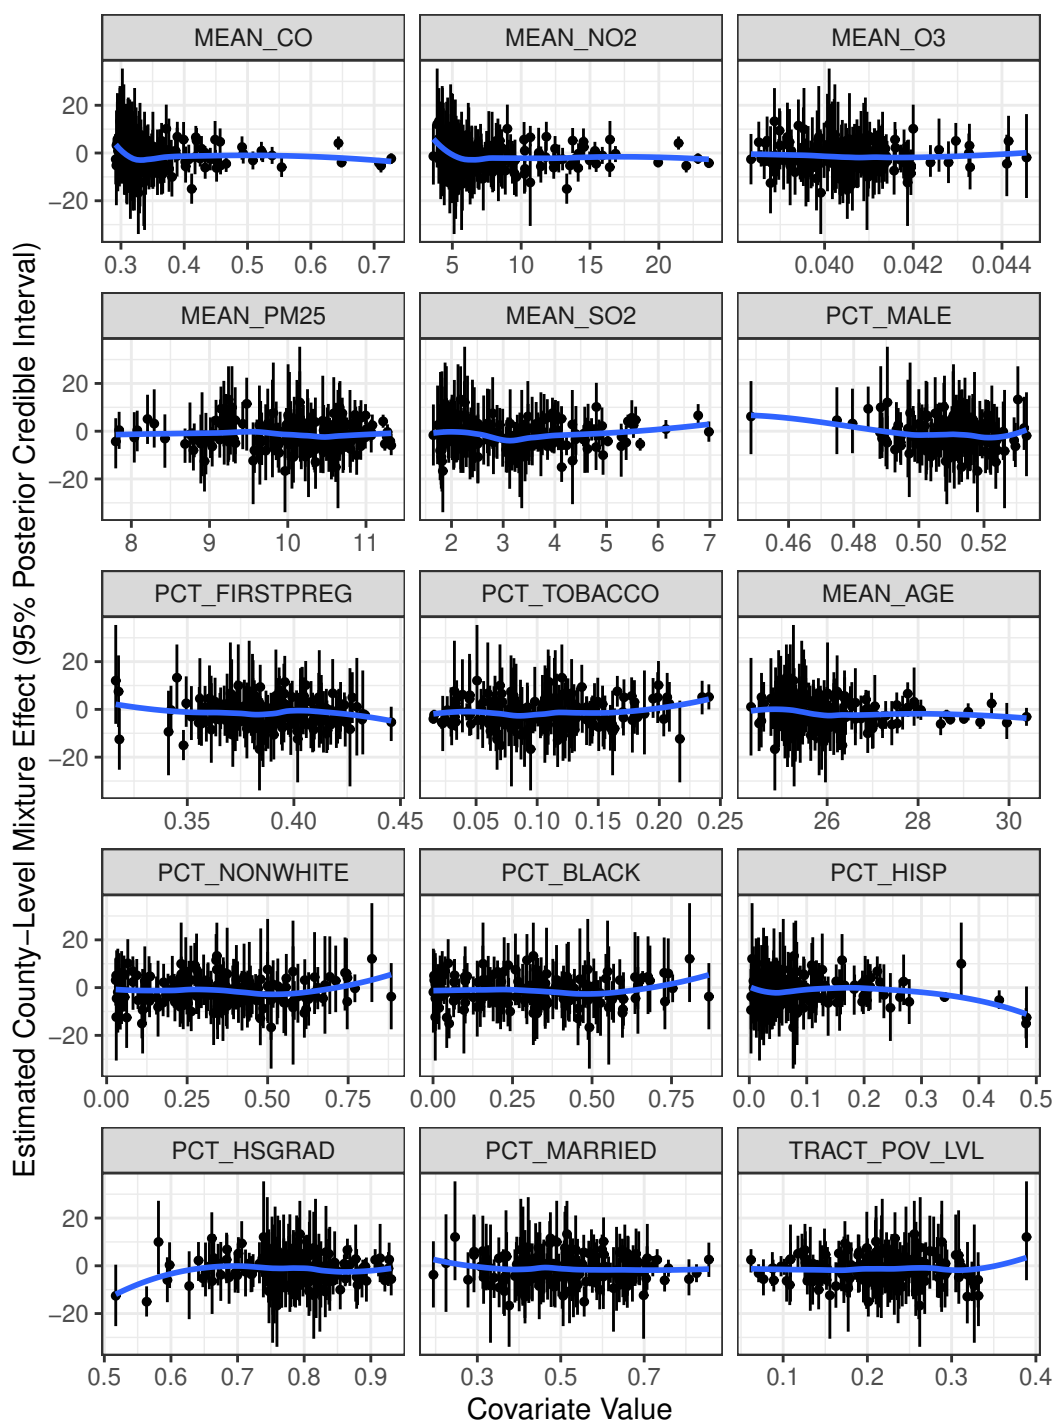 MEAN_CO MEAN_NO2 MEAN_O3
20
0
−20
0.3 0.4 0.5 0.6 0.7 5 10 15 20 0.040 0.042 0.044
MEAN_PM25 MEAN_SO2 PCT_MALE
20
0
−20
8 9 10 11 2 3 4 5 6 7 0.46 0.48 0.50 0.52
PCT_FIRSTPREG PCT_TOBACCO MEAN_AGE
20
0
−20
0.35 0.40 0.45 0.05 0.10 0.15 0.20 0.25 26 28 30
PCT_NONWHITE PCT_BLACK PCT_HISP
20
0
−20
0.00 0.25 0.50 0.75 0.00 0.25 0.50 0.75 0.0 0.1 0.2 0.3 0.4 0.5
PCT_HSGRAD PCT_MARRIED TRACT_POV_LVL
20
0
−20
0.5 0.6 0.7 0.8 0.9 0.3 0.5 0.7 0.1 0.2 0.3 0.4
Covariate Value
Estimated County−Level Mixture Effect (95% Posterior Credible Interval)